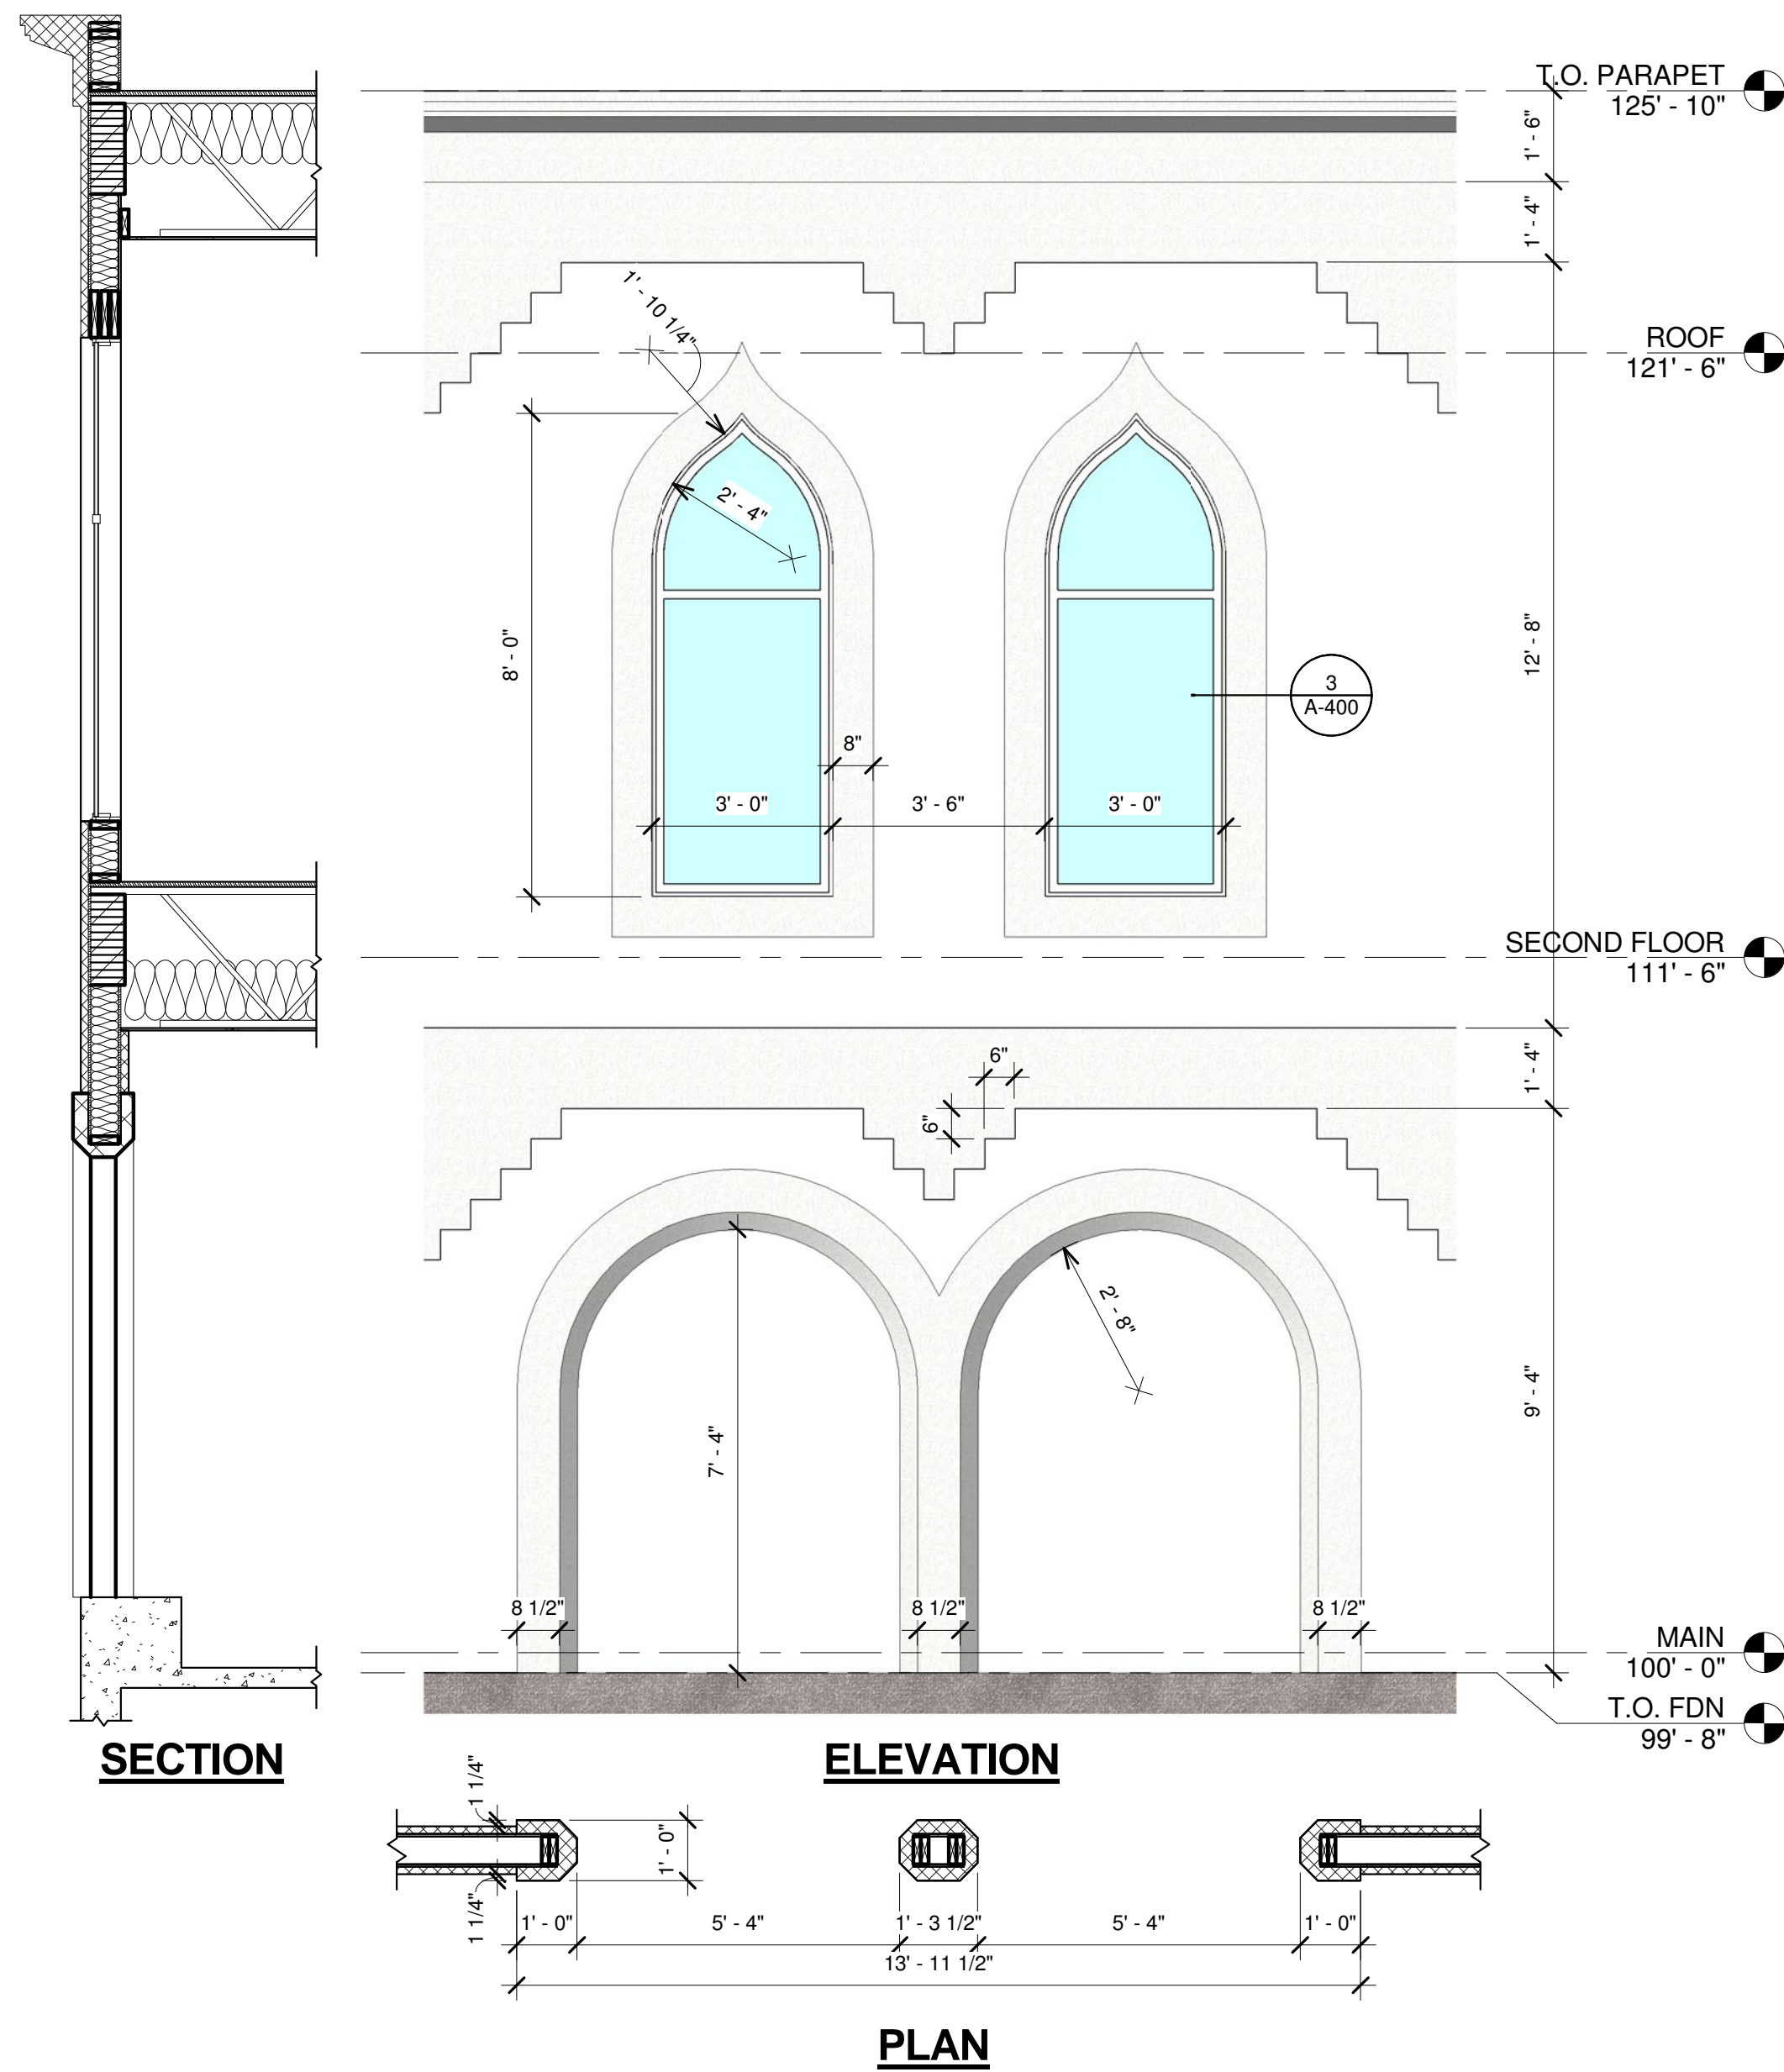 T.O. PARAPET
125' - 10"
1' - 6"
1' - 4"
1' - 10 1/4"
ROOF
121' - 6"
2' - 4"
8' - 0"
12' - 8"
3
A-400
8"
3' - 0"
3' - 6"
3' - 0"
SECOND FLOOR
111' - 6"
6"
6"
1' - 4"
2' - 8"
9' - 4"
7' - 4"
8 1/2"
8 1/2"
8 1/2"
MAIN
100' - 0"
T.O. FDN
99' - 8"
SECTION
ELEVATION
1 1/4"
1' - 0"
1 1/4"
1' - 0"
5' - 4"
1' - 3 1/2"
5' - 4"
1' - 0"
13' - 11 1/2"
PLAN